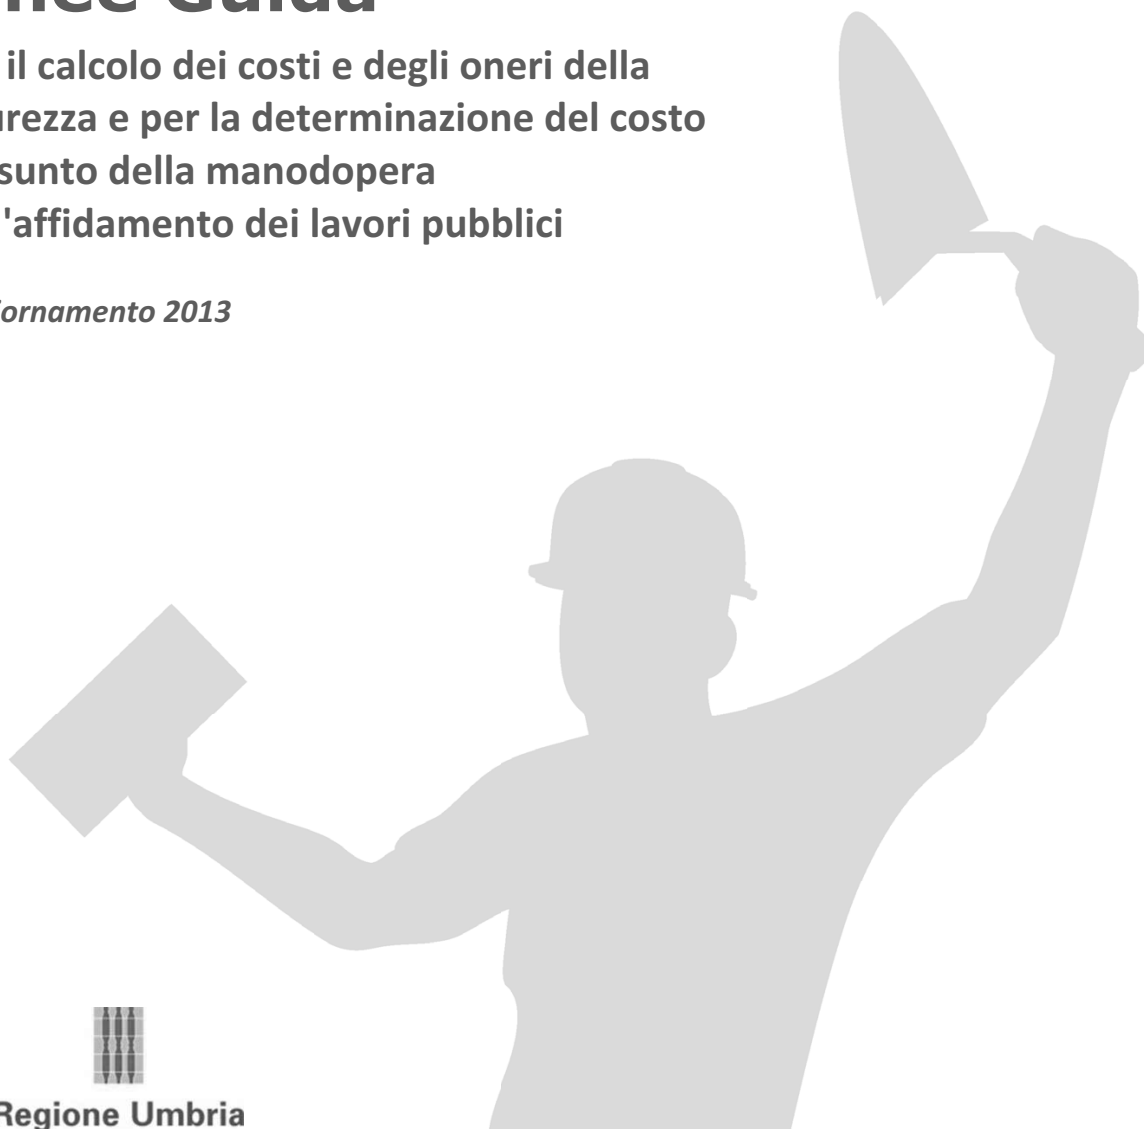 nee Guida
il calcolo dei costi e degli oneri della
urezza e per la determinazione del costo
sunto della manodopera
l'affidamento dei lavori pubblici
iornamento 2013
Regione Umbria